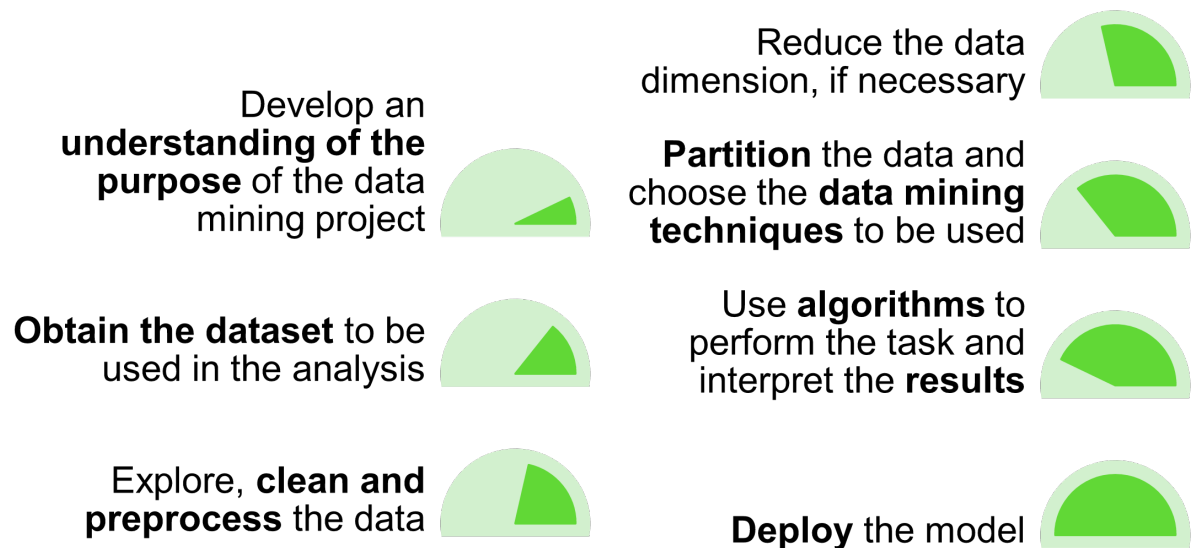 Develop an
understanding of the
purpose of the data
mining project
Obtain the dataset to be
used in the analysis
Explore, clean and
preprocess the data
Reduce the data
dimension, if necessary
Partition the data and
choose the data mining
techniques to be used
Use algorithms to
perform the task and
interpret the results
Deploy the model